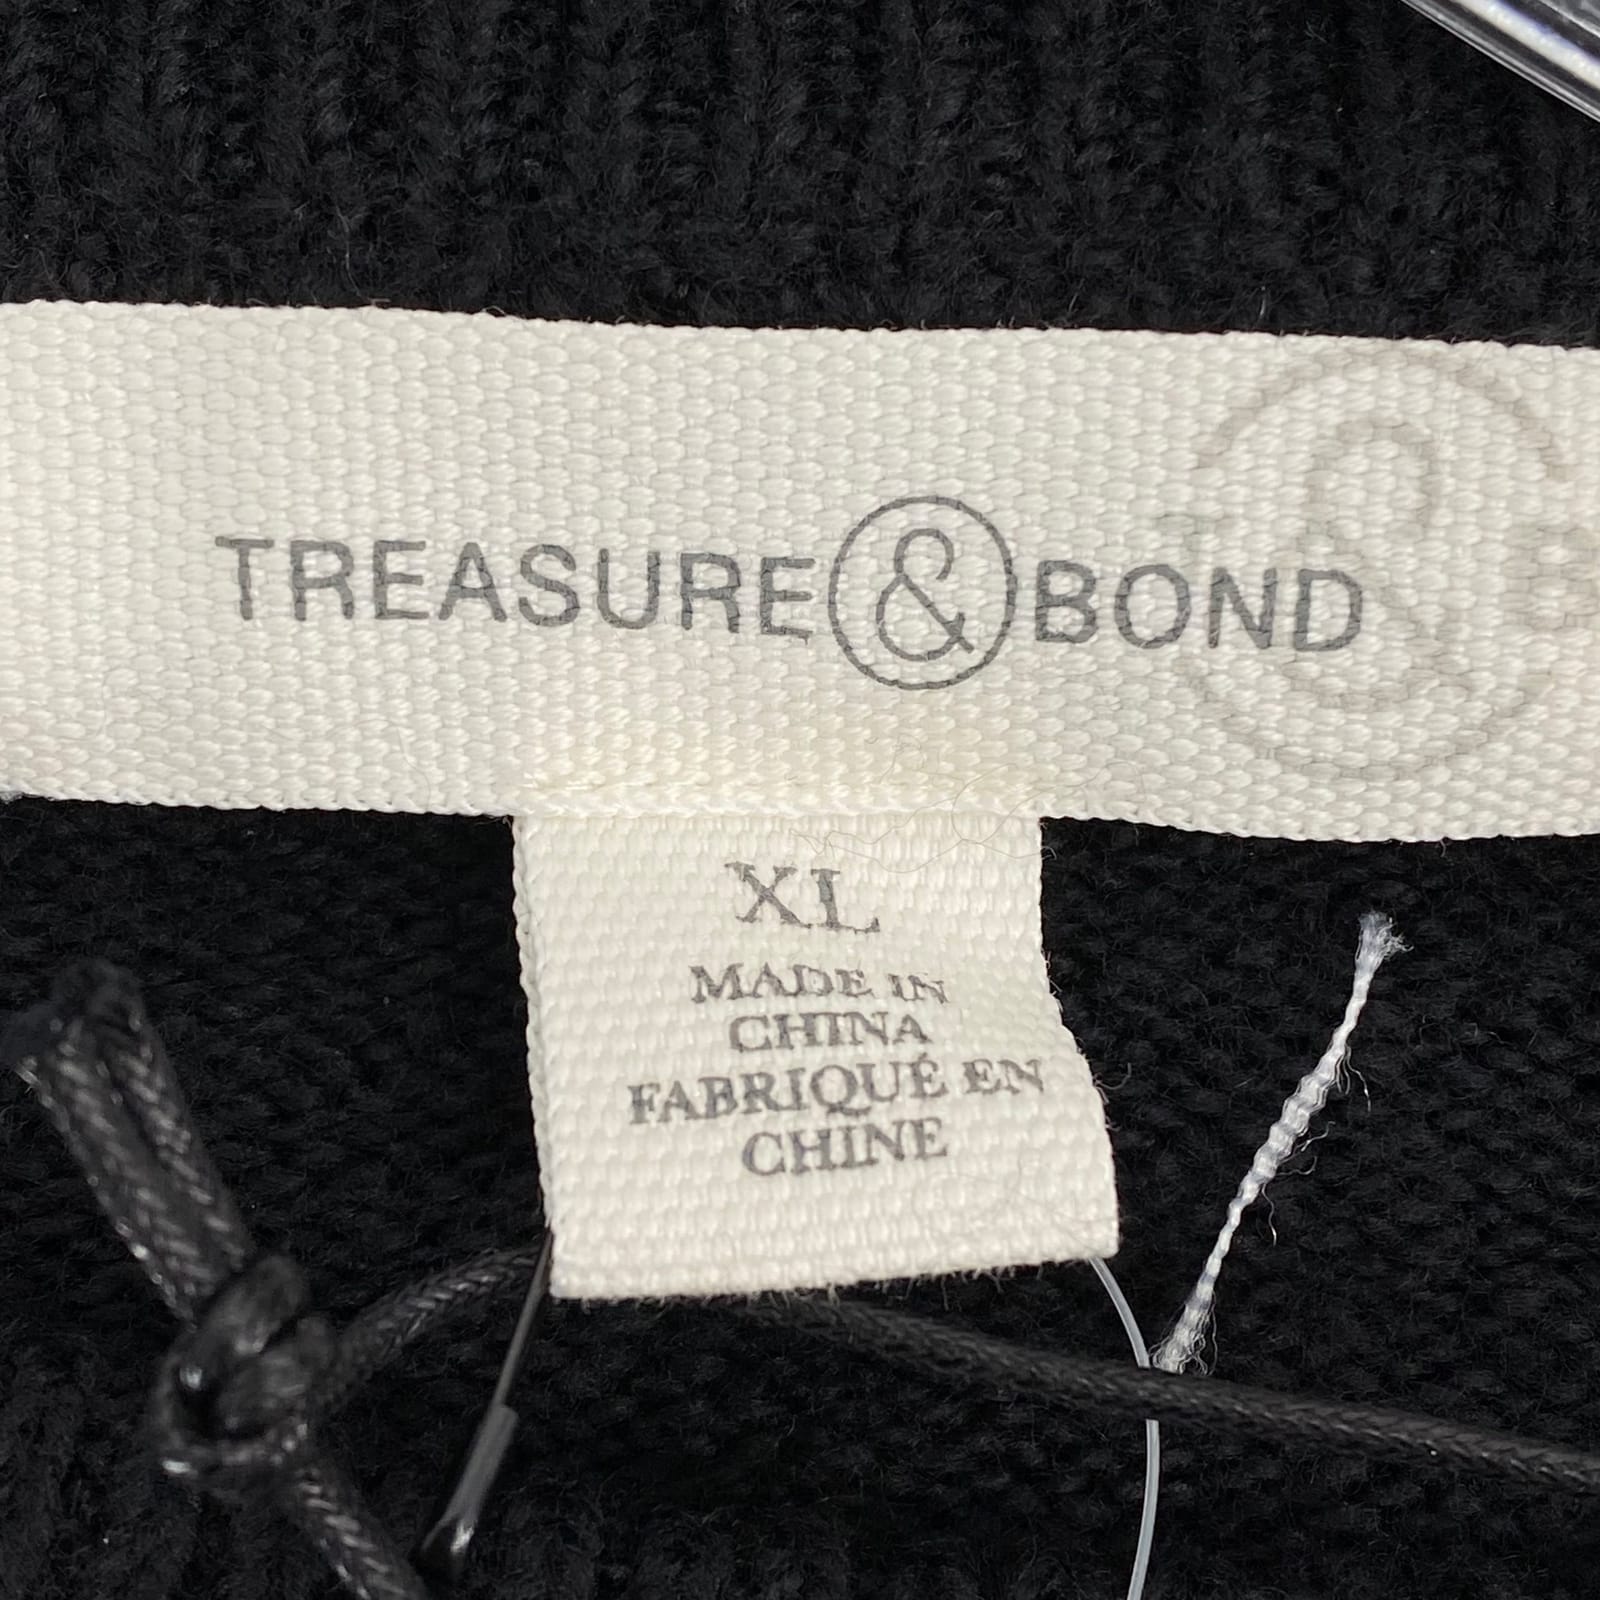 TREASURE & BOND
XL
MADE IN
CHINA
FABRIQUÉ EN
CHINE